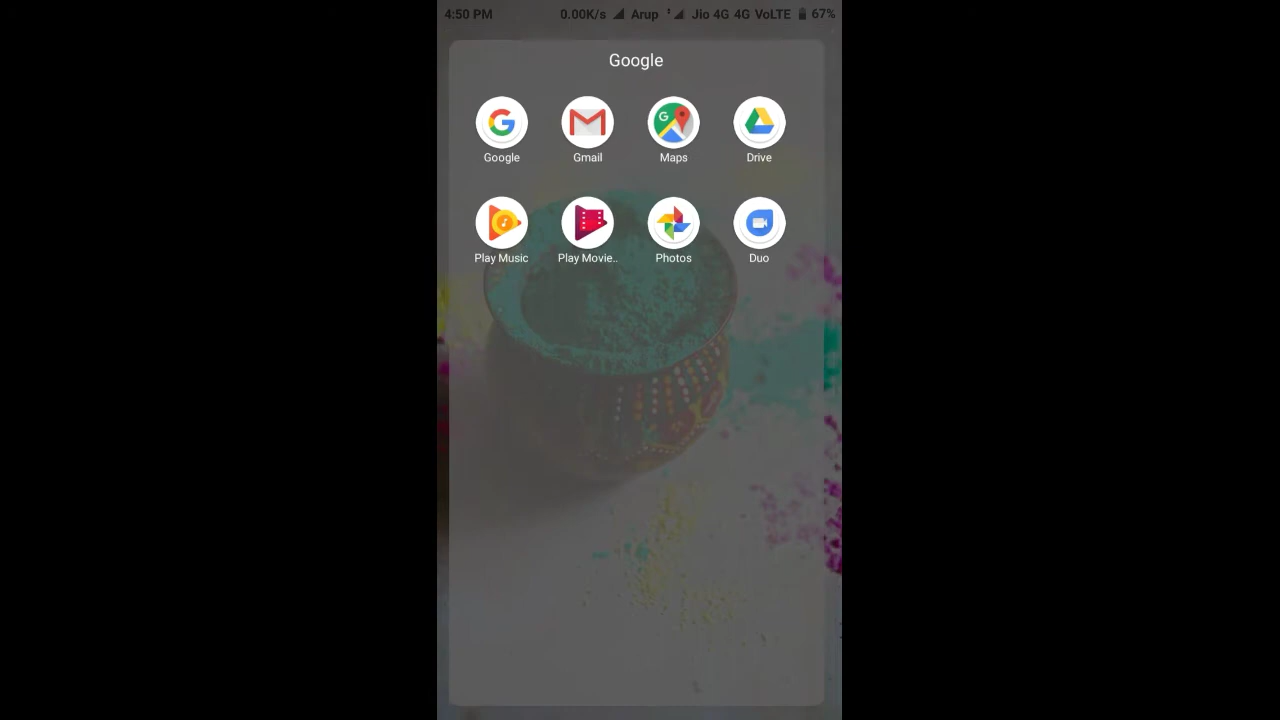 4:50 PM 0.00K/s Arup Jio 4G 4G VoLTE 67%
Google
Google Gmail Maps Drive
Play Music Play Movie.. Photos Duo